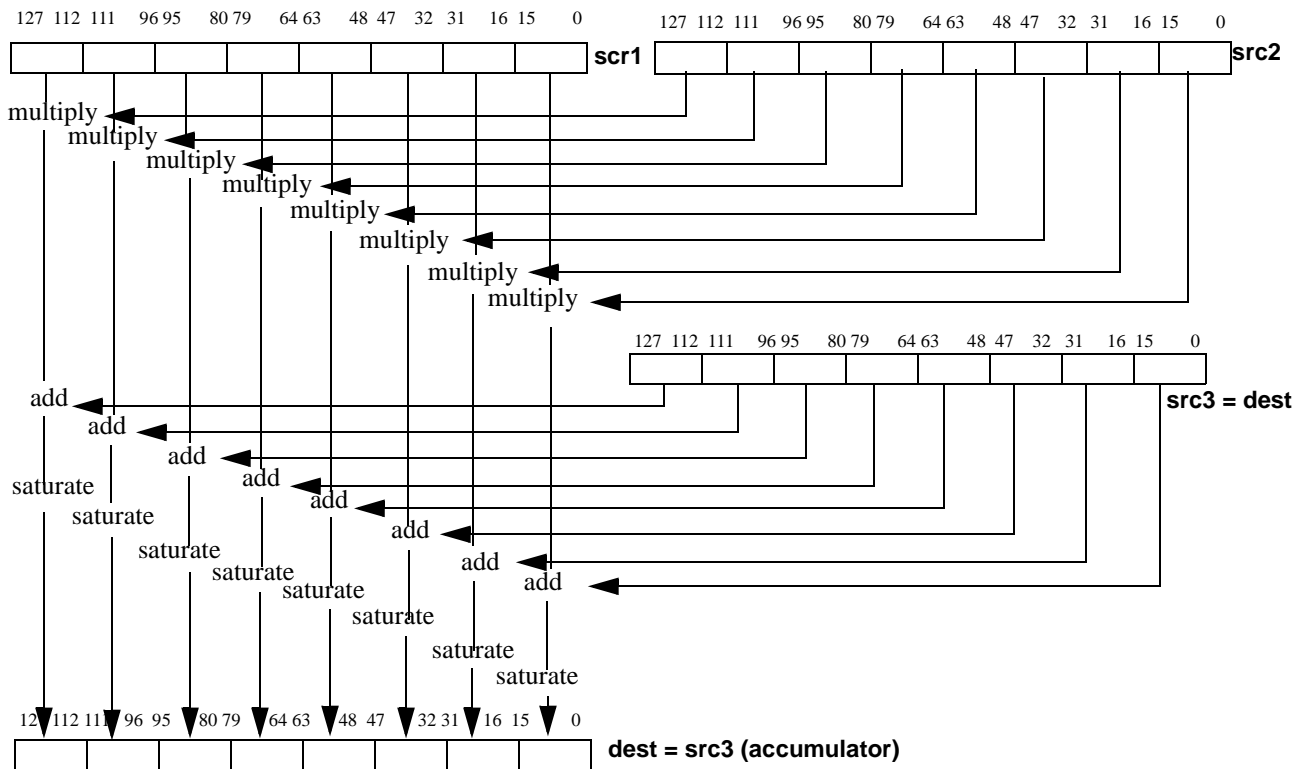 127 112 111 96 95 80 79 64 63 48 47 32 31 16 15 0
scr1
127 112 111 96 95 80 79 64 63 48 47 32 31 16 15 0
src2
multiply
multiply
multiply
multiply
multiply
multiply
multiply
multiply
127 112 111 96 95 80 79 64 63 48 47 32 31 16 15 0
src3 = dest
add
add
add
add
add
add
add
add
saturate
saturate
saturate
saturate
saturate
saturate
saturate
saturate
127 112 111 96 95 80 79 64 63 48 47 32 31 16 15 0
dest = src3 (accumulator)